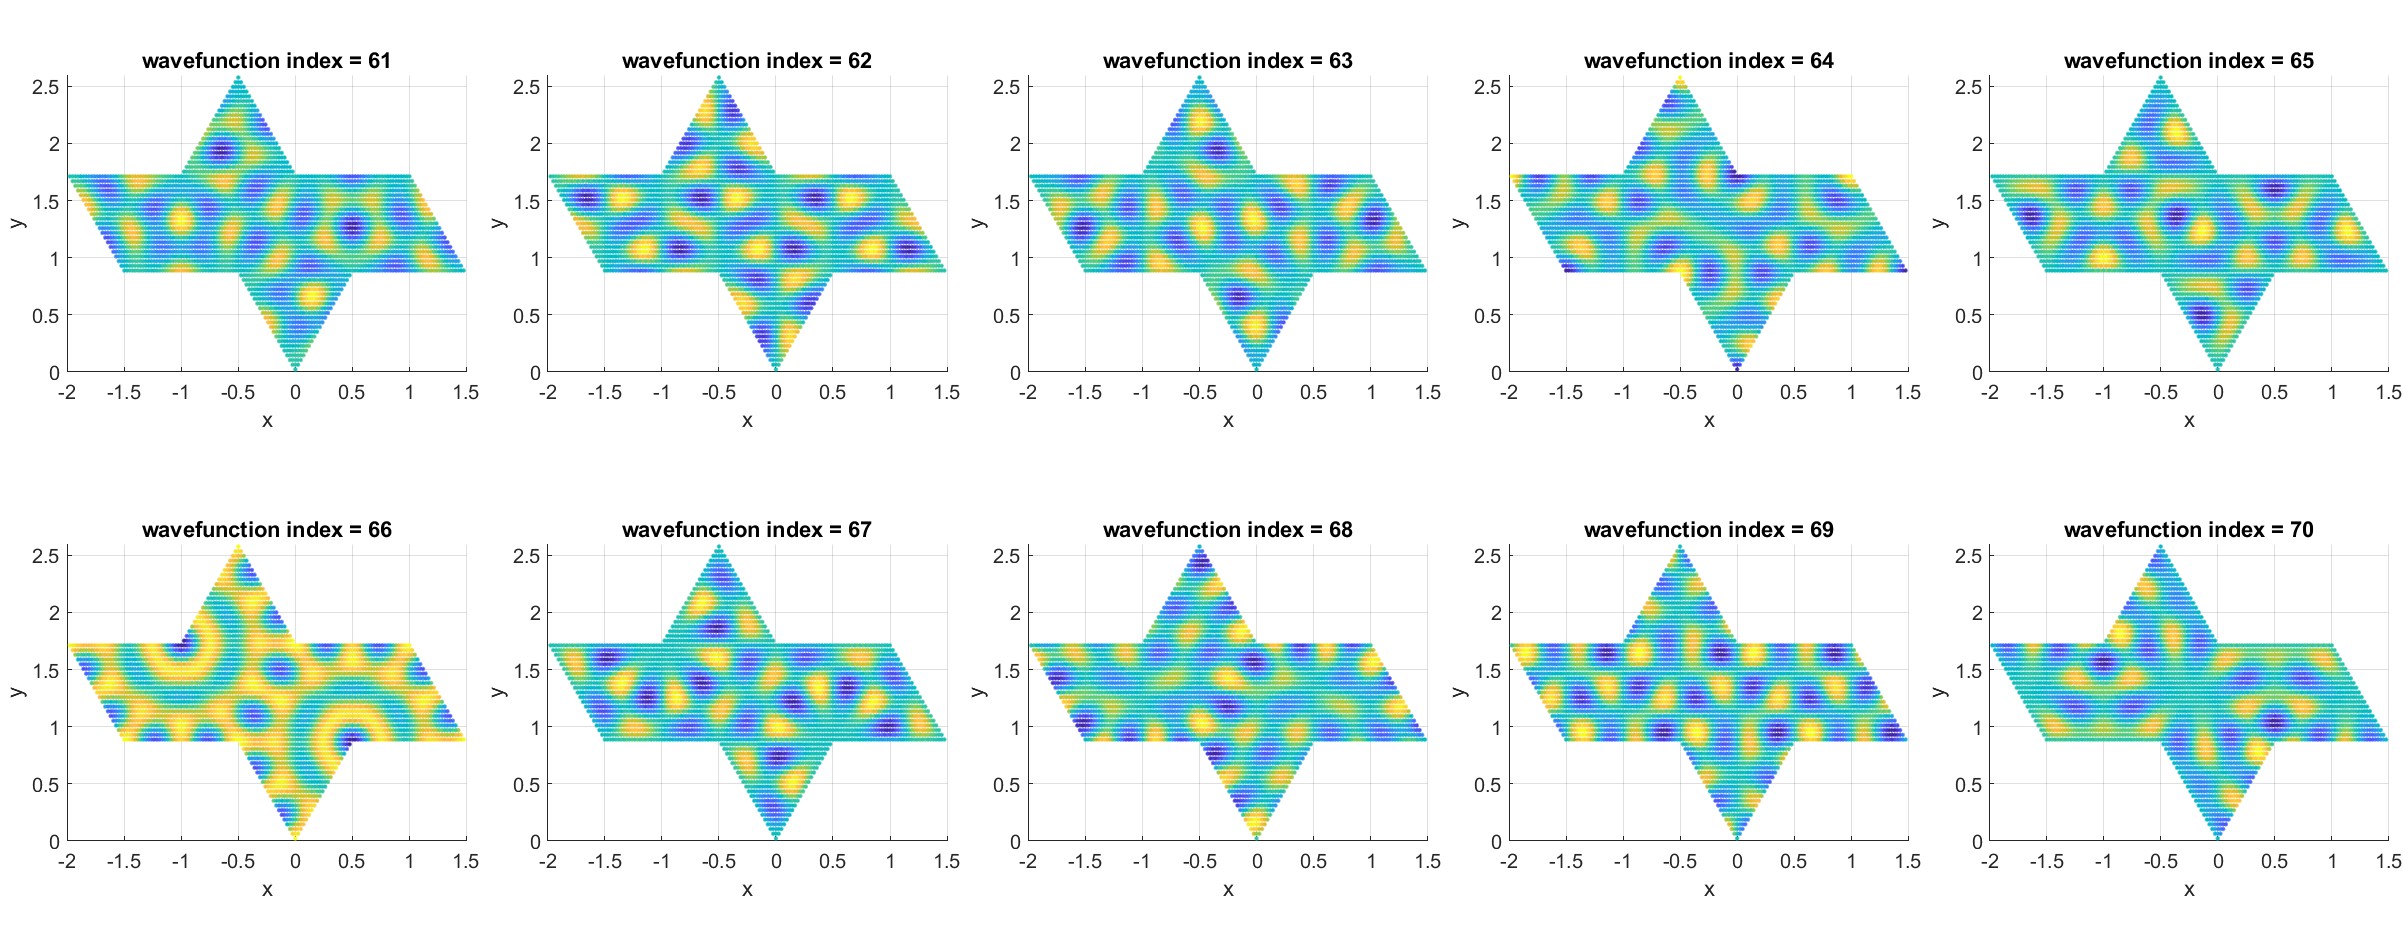 wavefunction index = 61
wavefunction index = 62
wavefunction index = 63
wavefunction index = 64
wavefunction index = 65
2.5 2.5 2.5 2.5 2.5
2 2 2 2 2
1.5 1.5 1.5 1.5 1.5
y y y y y
1 1 1 1 1
0.5 0.5 0.5 0.5 0.5
0 0 0 0 0
-2 -1.5 -1 -0.5 0 0.5 1 1.5
-2 -1.5 -1 -0.5 0 0.5 1 1.5
-2 -1.5 -1 -0.5 0 0.5 1 1.5
-2 -1.5 -1 -0.5 0 0.5 1 1.5
-2 -1.5 -1 -0.5 0 0.5 1 1.5
x x x x x
wavefunction index = 66
wavefunction index = 67
wavefunction index = 68
wavefunction index = 69
wavefunction index = 70
2.5 2.5 2.5 2.5 2.5
2 2 2 2 2
1.5 1.5 1.5 1.5 1.5
y y y y y
1 1 1 1 1
0.5 0.5 0.5 0.5 0.5
0 0 0 0 0
-2 -1.5 -1 -0.5 0 0.5 1 1.5
-2 -1.5 -1 -0.5 0 0.5 1 1.5
-2 -1.5 -1 -0.5 0 0.5 1 1.5
-2 -1.5 -1 -0.5 0 0.5 1 1.5
-2 -1.5 -1 -0.5 0 0.5 1 1.5
x x x x x